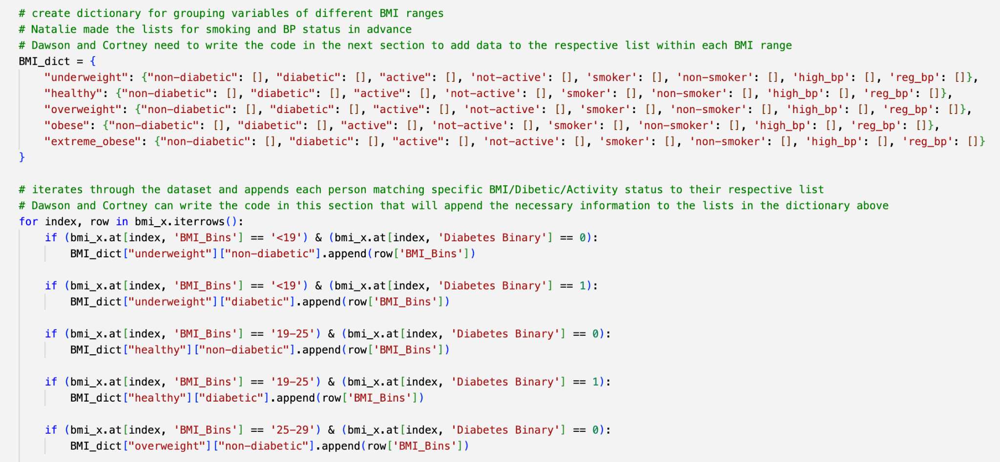 # create dictionary for grouping variables of different BMI ranges
# Natalie made the lists for smoking and BP status in advance
# Dawson and Cortney need to write the code in the next section to add data to the respective list within each BMI range
BMI_dict = {
    "underweight": {"non-diabetic": [], "diabetic": [], "active": [], 'not-active': [], 'smoker': [], 'non-smoker': [], 'high_bp': [], 'reg_bp': []},
    "healthy": {"non-diabetic": [], "diabetic": [], "active": [], 'not-active': [], 'smoker': [], 'non-smoker': [], 'high_bp': [], 'reg_bp': []},
    "overweight": {"non-diabetic": [], "diabetic": [], "active": [], 'not-active': [], 'smoker': [], 'non-smoker': [], 'high_bp': [], 'reg_bp': []},
    "obese": {"non-diabetic": [], "diabetic": [], "active": [], 'not-active': [], 'smoker': [], 'non-smoker': [], 'high_bp': [], 'reg_bp': []},
    "extreme_obese": {"non-diabetic": [], "diabetic": [], "active": [], 'not-active': [], 'smoker': [], 'non-smoker': [], 'high_bp': [], 'reg_bp': []}
}
# iterates through the dataset and appends each person matching specific BMI/Dibetic/Activity status to their respective list
# Dawson and Cortney can write the code in this section that will append the necessary information to the lists in the dictionary above
for index, row in bmi_x.iterrows():
    if (bmi_x.at[index, 'BMI_Bins'] == '<19') & (bmi_x.at[index, 'Diabetes Binary'] == 0):
        BMI_dict["underweight"]["non-diabetic"].append(row['BMI_Bins'])
    if (bmi_x.at[index, 'BMI_Bins'] == '<19') & (bmi_x.at[index, 'Diabetes Binary'] == 1):
        BMI_dict["underweight"]["diabetic"].append(row['BMI_Bins'])
    if (bmi_x.at[index, 'BMI_Bins'] == '19-25') & (bmi_x.at[index, 'Diabetes Binary'] == 0):
        BMI_dict["healthy"]["non-diabetic"].append(row['BMI_Bins'])
    if (bmi_x.at[index, 'BMI_Bins'] == '19-25') & (bmi_x.at[index, 'Diabetes Binary'] == 1):
        BMI_dict["healthy"]["diabetic"].append(row['BMI_Bins'])
    if (bmi_x.at[index, 'BMI_Bins'] == '25-29') & (bmi_x.at[index, 'Diabetes Binary'] == 0):
        BMI_dict["overweight"]["non-diabetic"].append(row['BMI_Bins'])